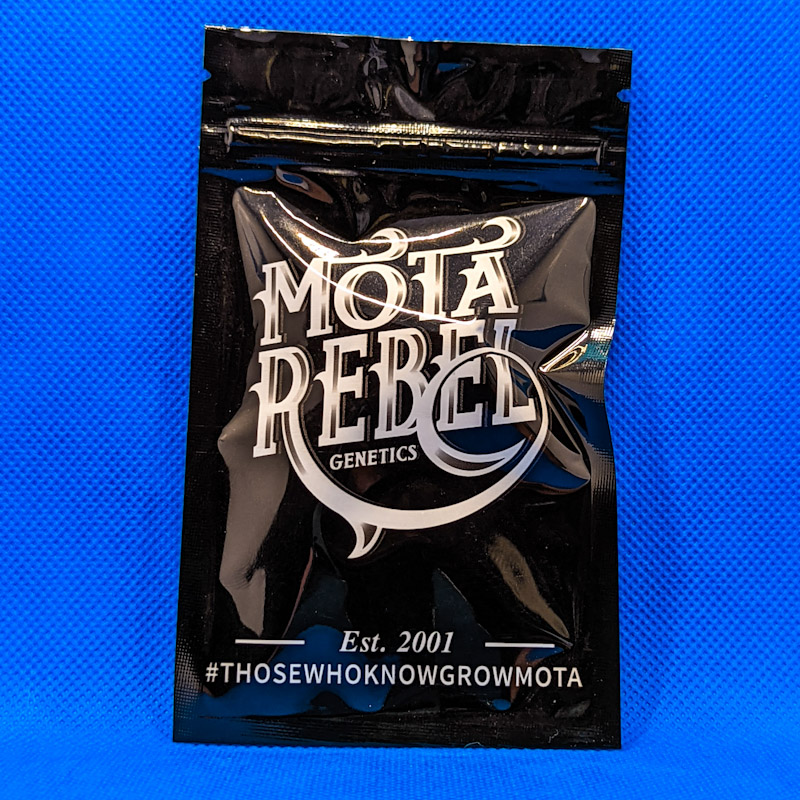 MOTA
REBEL
GENETICS
Est. 2001
#THOSEWHOKNOWGROWMOTA